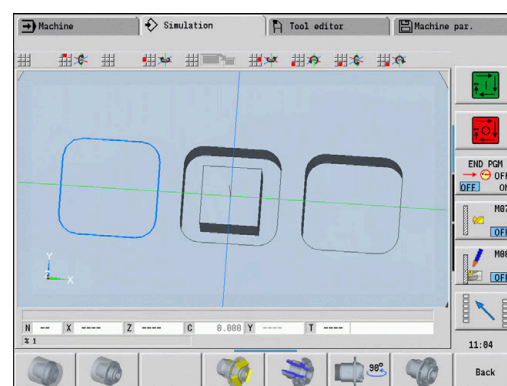 Machine
Simulation
Tool editor
Machine par.
END PGM
OFF
OFF ON
M07
OFF
M08
OFF
Y
X
N -- X ---- Z ---- C 0.000 Y ---- T ----
% 1
11:04
90°
Back